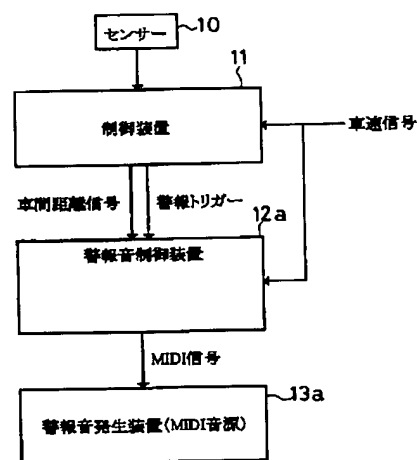 センサー
10
11
制御装置
車速信号
車間距離信号
警報トリガー
12a
警報音制御装置
MIDI信号
13a
警報音発生装置(MIDI音源)